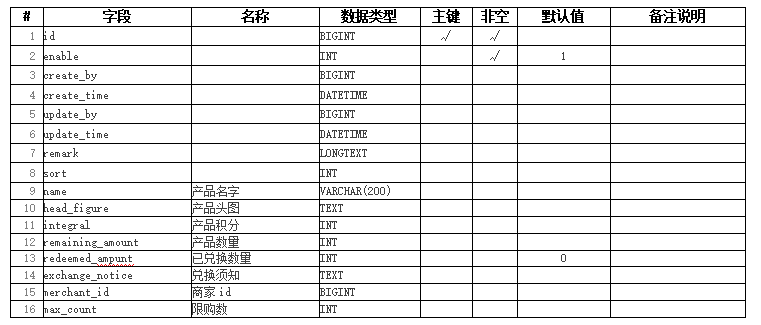 # 字段 名称 数据类型 主键 非空 默认值 备注说明
1 id BIGINT √ √
2 enable INT √ 1
3 create_by BIGINT
4 create_time DATETIME
5 update_by BIGINT
6 update_time DATETIME
7 remark LONGTEXT
8 sort INT
9 name 产品名字 VARCHAR(200)
10 head_figure 产品头图 TEXT
11 integral 产品积分 INT
12 remaining_amount 产品数量 INT
13 redeemed_ampunt 已兑换数量 INT 0
14 exchange_notice 兑换须知 TEXT
15 merchant_id 商家id BIGINT
16 max_count 限购数 INT